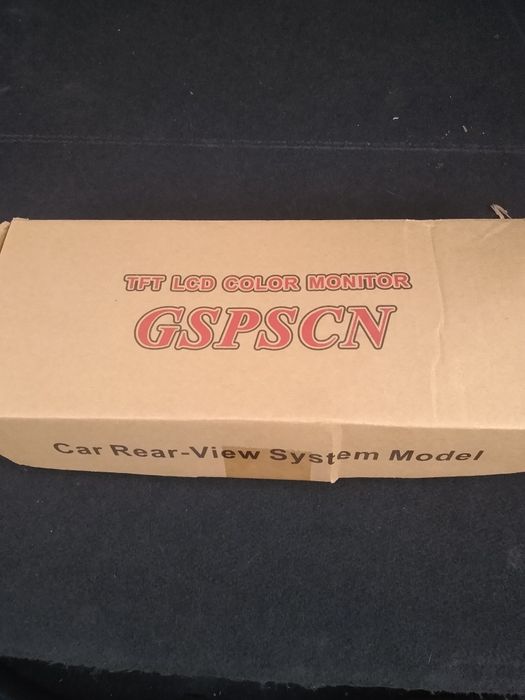 TFT LCD COLOR MONITOR
GSPSCN
Car Rear-View System Model